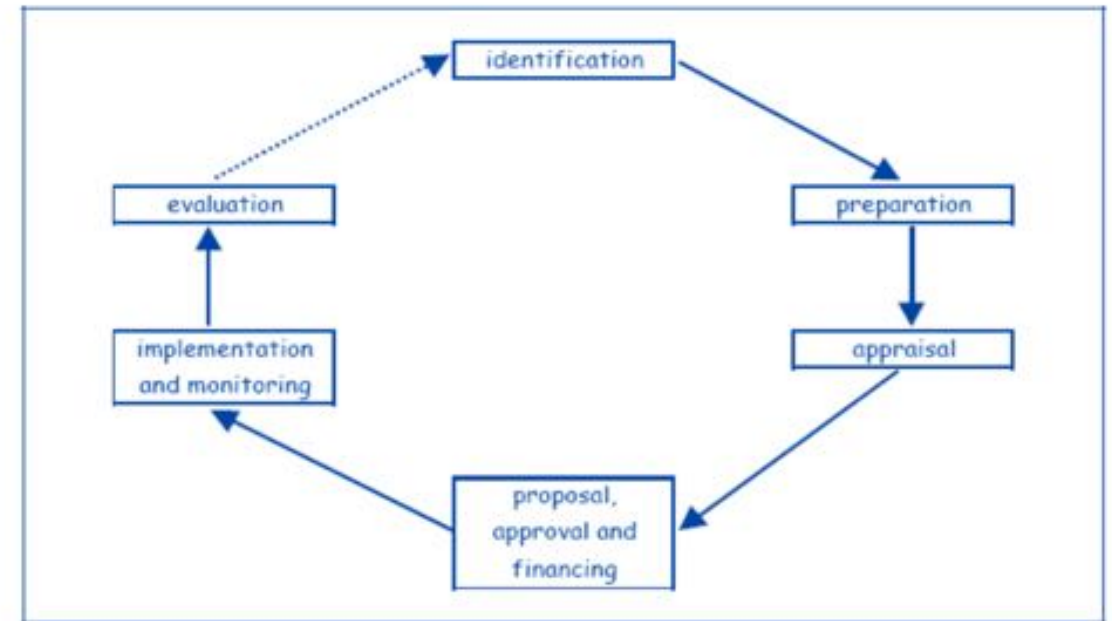 identification
evaluation
preparation
implementation
and monitoring
appraisal
proposal,
approval and
financing